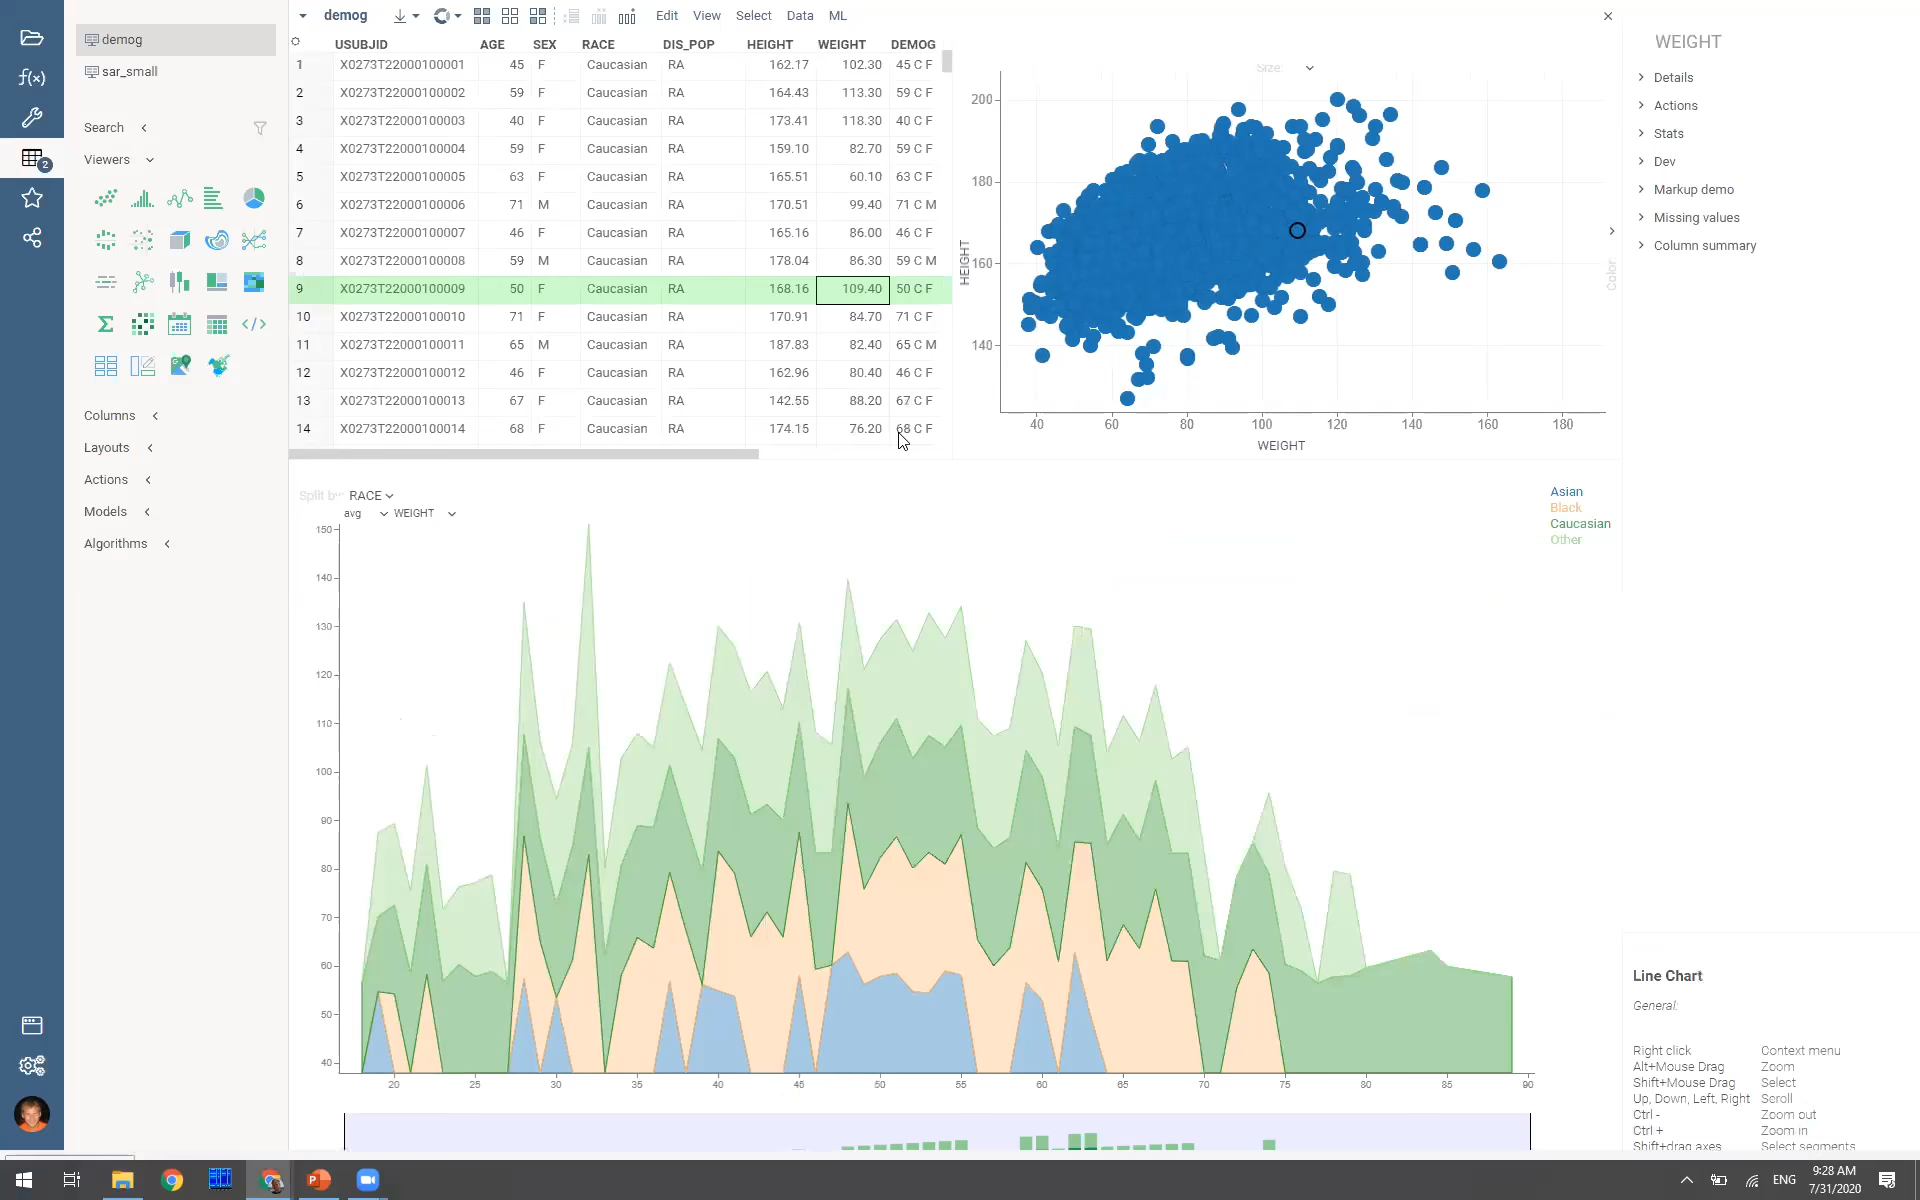 demog
Edit View Select Data ML
demog
sar_small
Search
Viewers
Columns
Layouts
Actions
Models
Algorithms
2
f(x)
USUBJID AGE SEX RACE DIS_POP HEIGHT WEIGHT DEMOG
1 X0273T22000100001 45 F Caucasian RA 162.17 102.30 45 C F
2 X0273T22000100002 59 F Caucasian RA 164.43 113.30 59 C F
3 X0273T22000100003 40 F Caucasian RA 173.41 118.30 40 C F
4 X0273T22000100004 59 F Caucasian RA 159.10 82.70 59 C F
5 X0273T22000100005 63 F Caucasian RA 165.51 60.10 63 C F
6 X0273T22000100006 71 M Caucasian RA 170.51 99.40 71 C M
7 X0273T22000100007 46 F Caucasian RA 165.16 86.00 46 C F
8 X0273T22000100008 59 M Caucasian RA 178.04 86.30 59 C M
9 X0273T22000100009 50 F Caucasian RA 168.16 109.40 50 C F
10 X0273T22000100010 71 F Caucasian RA 170.91 84.70 71 C F
11 X0273T22000100011 65 M Caucasian RA 187.83 82.40 65 C M
12 X0273T22000100012 46 F Caucasian RA 162.96 80.40 46 C F
13 X0273T22000100013 67 F Caucasian RA 142.55 88.20 67 C F
14 X0273T22000100014 68 F Caucasian RA 174.15 76.20 68 C F
Size:
200
180
160
140
HEIGHT
Color
40 60 80 100 120 140 160 180
WEIGHT
Split by: RACE
avg WEIGHT
Asian
Black
Caucasian
Other
150
140
130
120
110
100
90
80
70
60
50
40
20 25 30 35 40 45 50 55 60 65 70 75 80 85 90
WEIGHT
Details
Actions
Stats
Dev
Markup demo
Missing values
Column summary
Line Chart
General:
Right click Context menu
Alt+Mouse Drag Zoom
Shift+Mouse Drag Select
Up, Down, Left, Right Scroll
Ctrl - Zoom out
Ctrl + Zoom in
Shift+drag axes Select segments
ENG
9:28 AM
7/31/2020